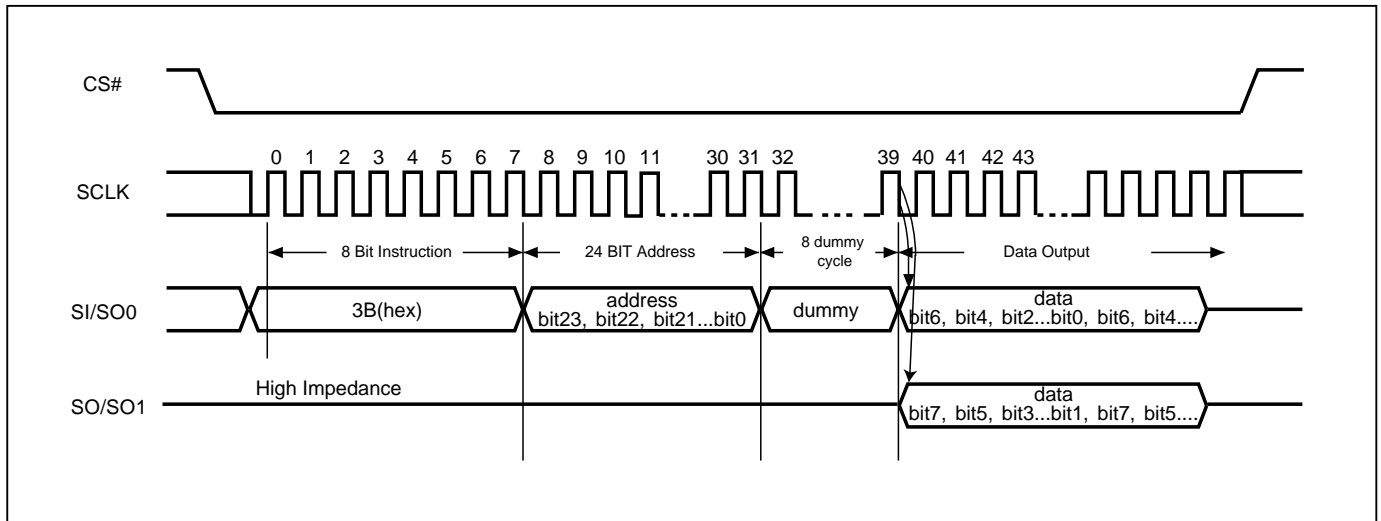 CS#
0 1 2 3 4 5 6 7 8 9 10 11 30 31 32 39 40 41 42 43
SCLK
8 Bit Instruction
24 BIT Address
8 dummy
cycle
Data Output
SI/SO0
3B(hex)
address
bit23, bit22, bit21...bit0
dummy
data
bit6, bit4, bit2...bit0, bit6, bit4....
High Impedance
SO/SO1
data
bit7, bit5, bit3...bit1, bit7, bit5....